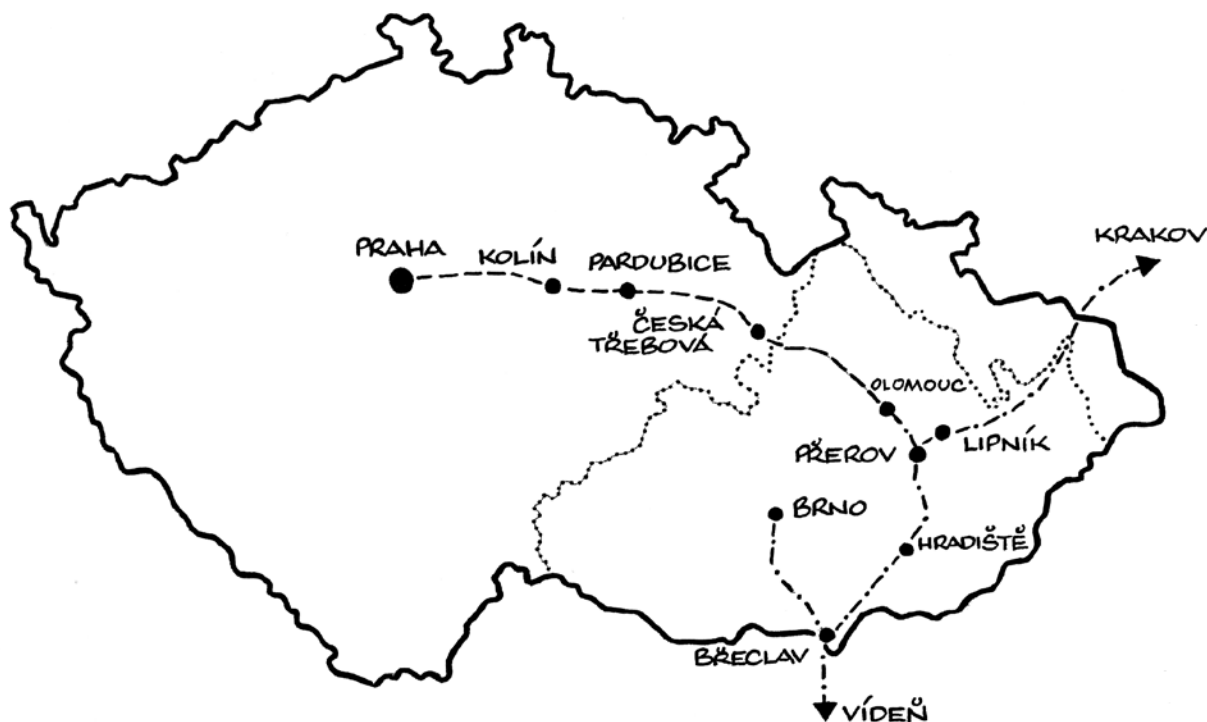 KRAKOV
PRAHA
KOLÍN
PARDUBICE
ČESKÁ
TŘEBOVÁ
OLOMOUC
LIPNÍK
PŘEROV
BRNO
HRADIŠTĚ
BŘECLAV
VÍDEŇ